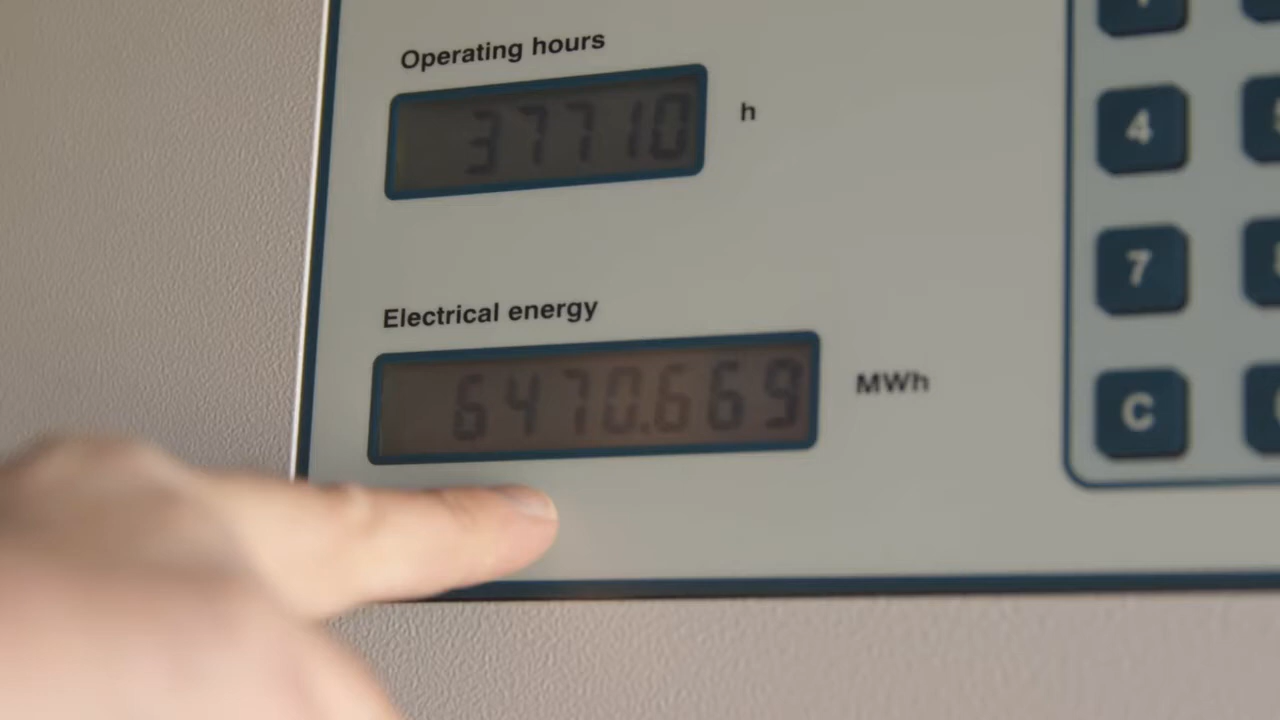 Operating hours
37710 h
Electrical energy
6470.669 MWh
4
7
C